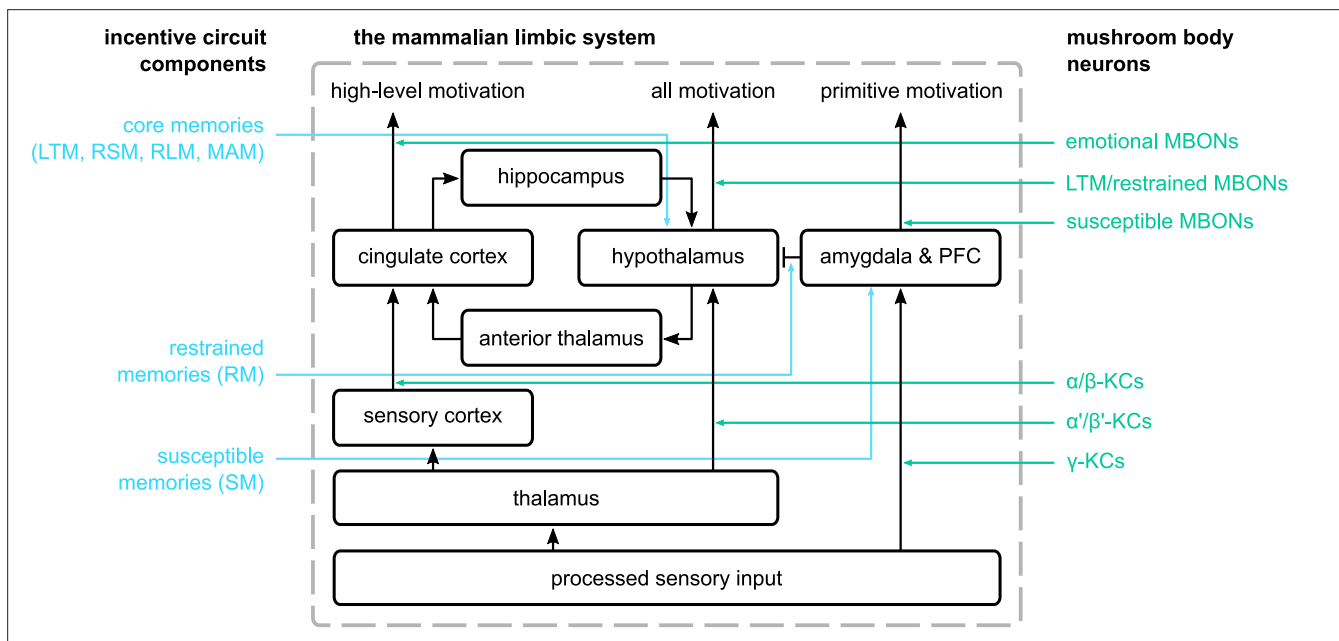 incentive circuit
components
the mammalian limbic system
mushroom body
neurons
high-level motivation
all motivation
primitive motivation
core memories
(LTM, RSM, RLM, MAM)
emotional MBONs
hippocampus
LTM/restrained MBONs
susceptible MBONs
cingulate cortex
hypothalamus
amygdala & PFC
anterior thalamus
restrained
memories (RM)
α/β-KCs
sensory cortex
α'/β'-KCs
susceptible
memories (SM)
γ-KCs
thalamus
processed sensory input